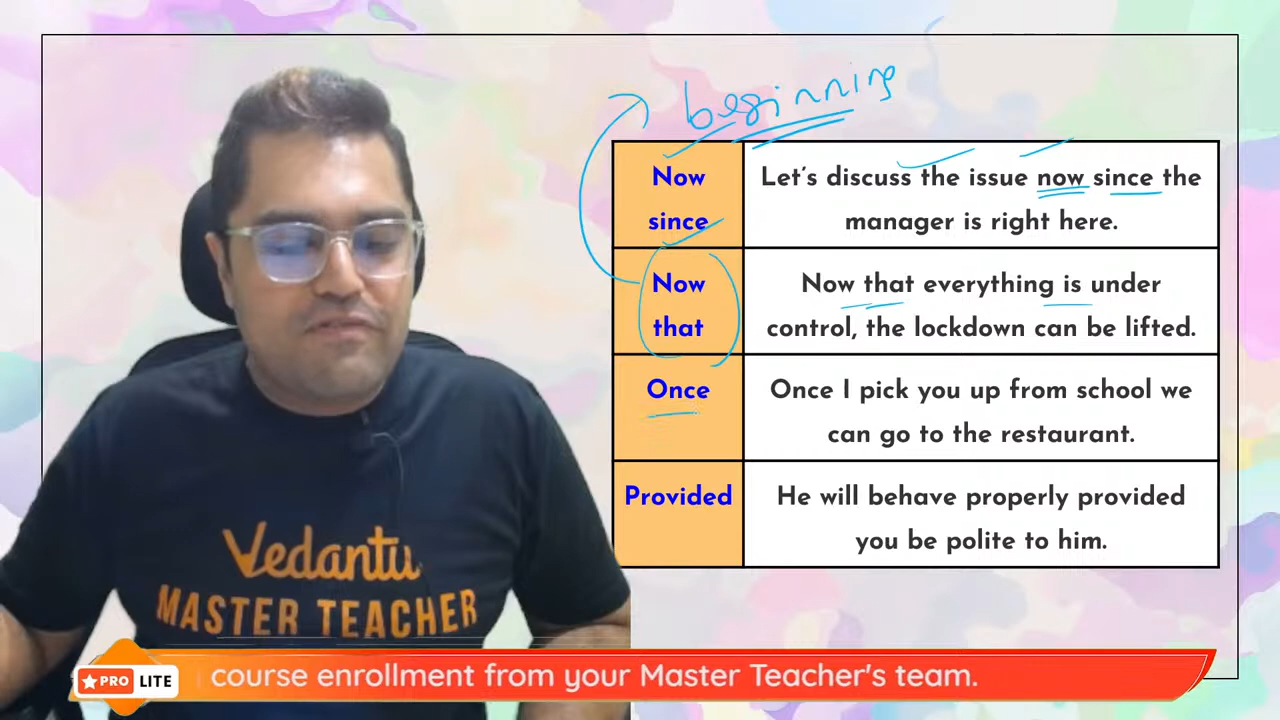 beginning
Now
since
Let's discuss the issue now since the
manager is right here.
Now
that
Now that everything is under
control, the lockdown can be lifted.
Once
Once I pick you up from school we
can go to the restaurant.
Provided
He will behave properly provided
you be polite to him.
Vedantu
MASTER TEACHER
PRO LITE
course enrollment from your Master Teacher's team.